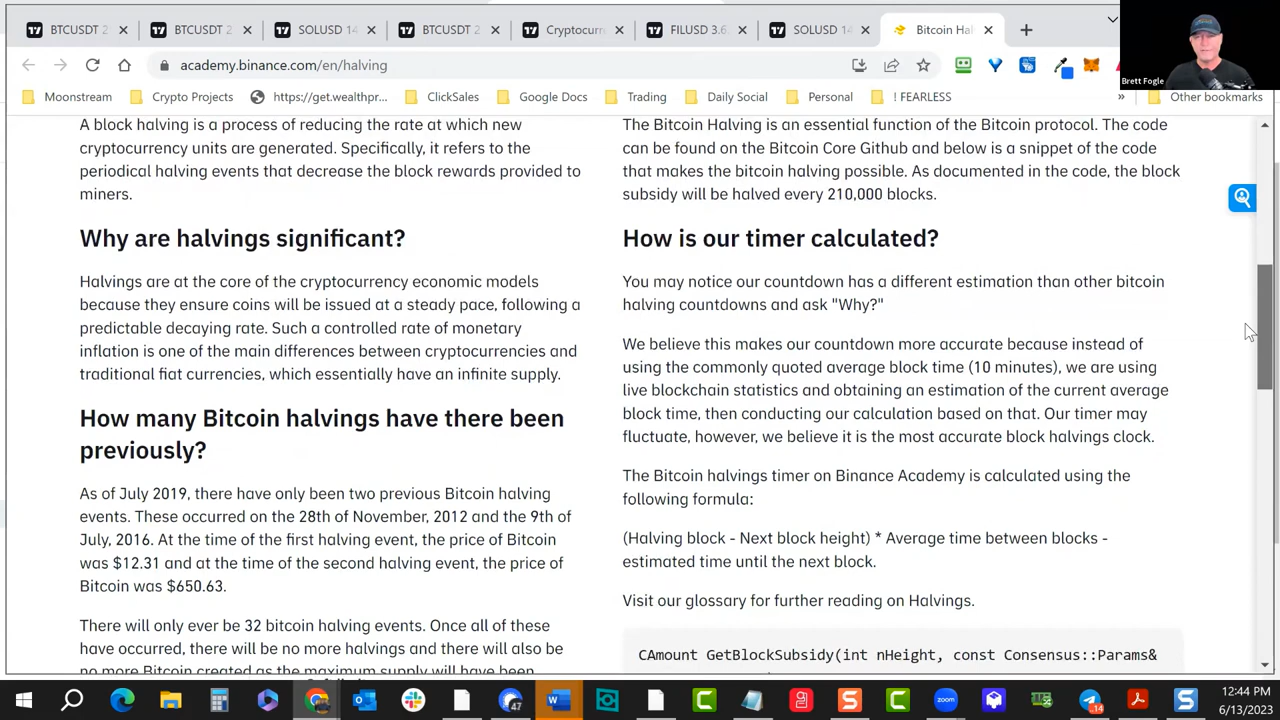 BTCUSDT 2
BTCUSDT 2
SOLUSD 14
BTCUSDT 2
Cryptocurr
FILUSD 3.6
SOLUSD 14
Bitcoin Hal
academy.binance.com/en/halving
Brett Fogle
Moonstream
Crypto Projects
https://get.wealthpr...
ClickSales
Google Docs
Trading
Daily Social
Personal
! FEARLESS
»
Other bookmarks
A block halving is a process of reducing the rate at which new
cryptocurrency units are generated. Specifically, it refers to the
periodical halving events that decrease the block rewards provided to
miners.
Why are halvings significant?
Halvings are at the core of the cryptocurrency economic models
because they ensure coins will be issued at a steady pace, following a
predictable decaying rate. Such a controlled rate of monetary
inflation is one of the main differences between cryptocurrencies and
traditional fiat currencies, which essentially have an infinite supply.
How many Bitcoin halvings have there been
previously?
As of July 2019, there have only been two previous Bitcoin halving
events. These occurred on the 28th of November, 2012 and the 9th of
July, 2016. At the time of the first halving event, the price of Bitcoin
was $12.31 and at the time of the second halving event, the price of
Bitcoin was $650.63.
There will only ever be 32 bitcoin halving events. Once all of these
have occurred, there will be no more halvings and there will also be
no more Bitcoin created as the maximum supply will have been
The Bitcoin Halving is an essential function of the Bitcoin protocol. The code
can be found on the Bitcoin Core Github and below is a snippet of the code
that makes the bitcoin halving possible. As documented in the code, the block
subsidy will be halved every 210,000 blocks.
How is our timer calculated?
You may notice our countdown has a different estimation than other bitcoin
halving countdowns and ask "Why?"
We believe this makes our countdown more accurate because instead of
using the commonly quoted average block time (10 minutes), we are using
live blockchain statistics and obtaining an estimation of the current average
block time, then conducting our calculation based on that. Our timer may
fluctuate, however, we believe it is the most accurate block halvings clock.
The Bitcoin halvings timer on Binance Academy is calculated using the
following formula:
(Halving block - Next block height) * Average time between blocks -
estimated time until the next block.
Visit our glossary for further reading on Halvings.
CAmount GetBlockSubsidy(int nHeight, const Consensus::Params&
47
14
12:44 PM
6/13/2023